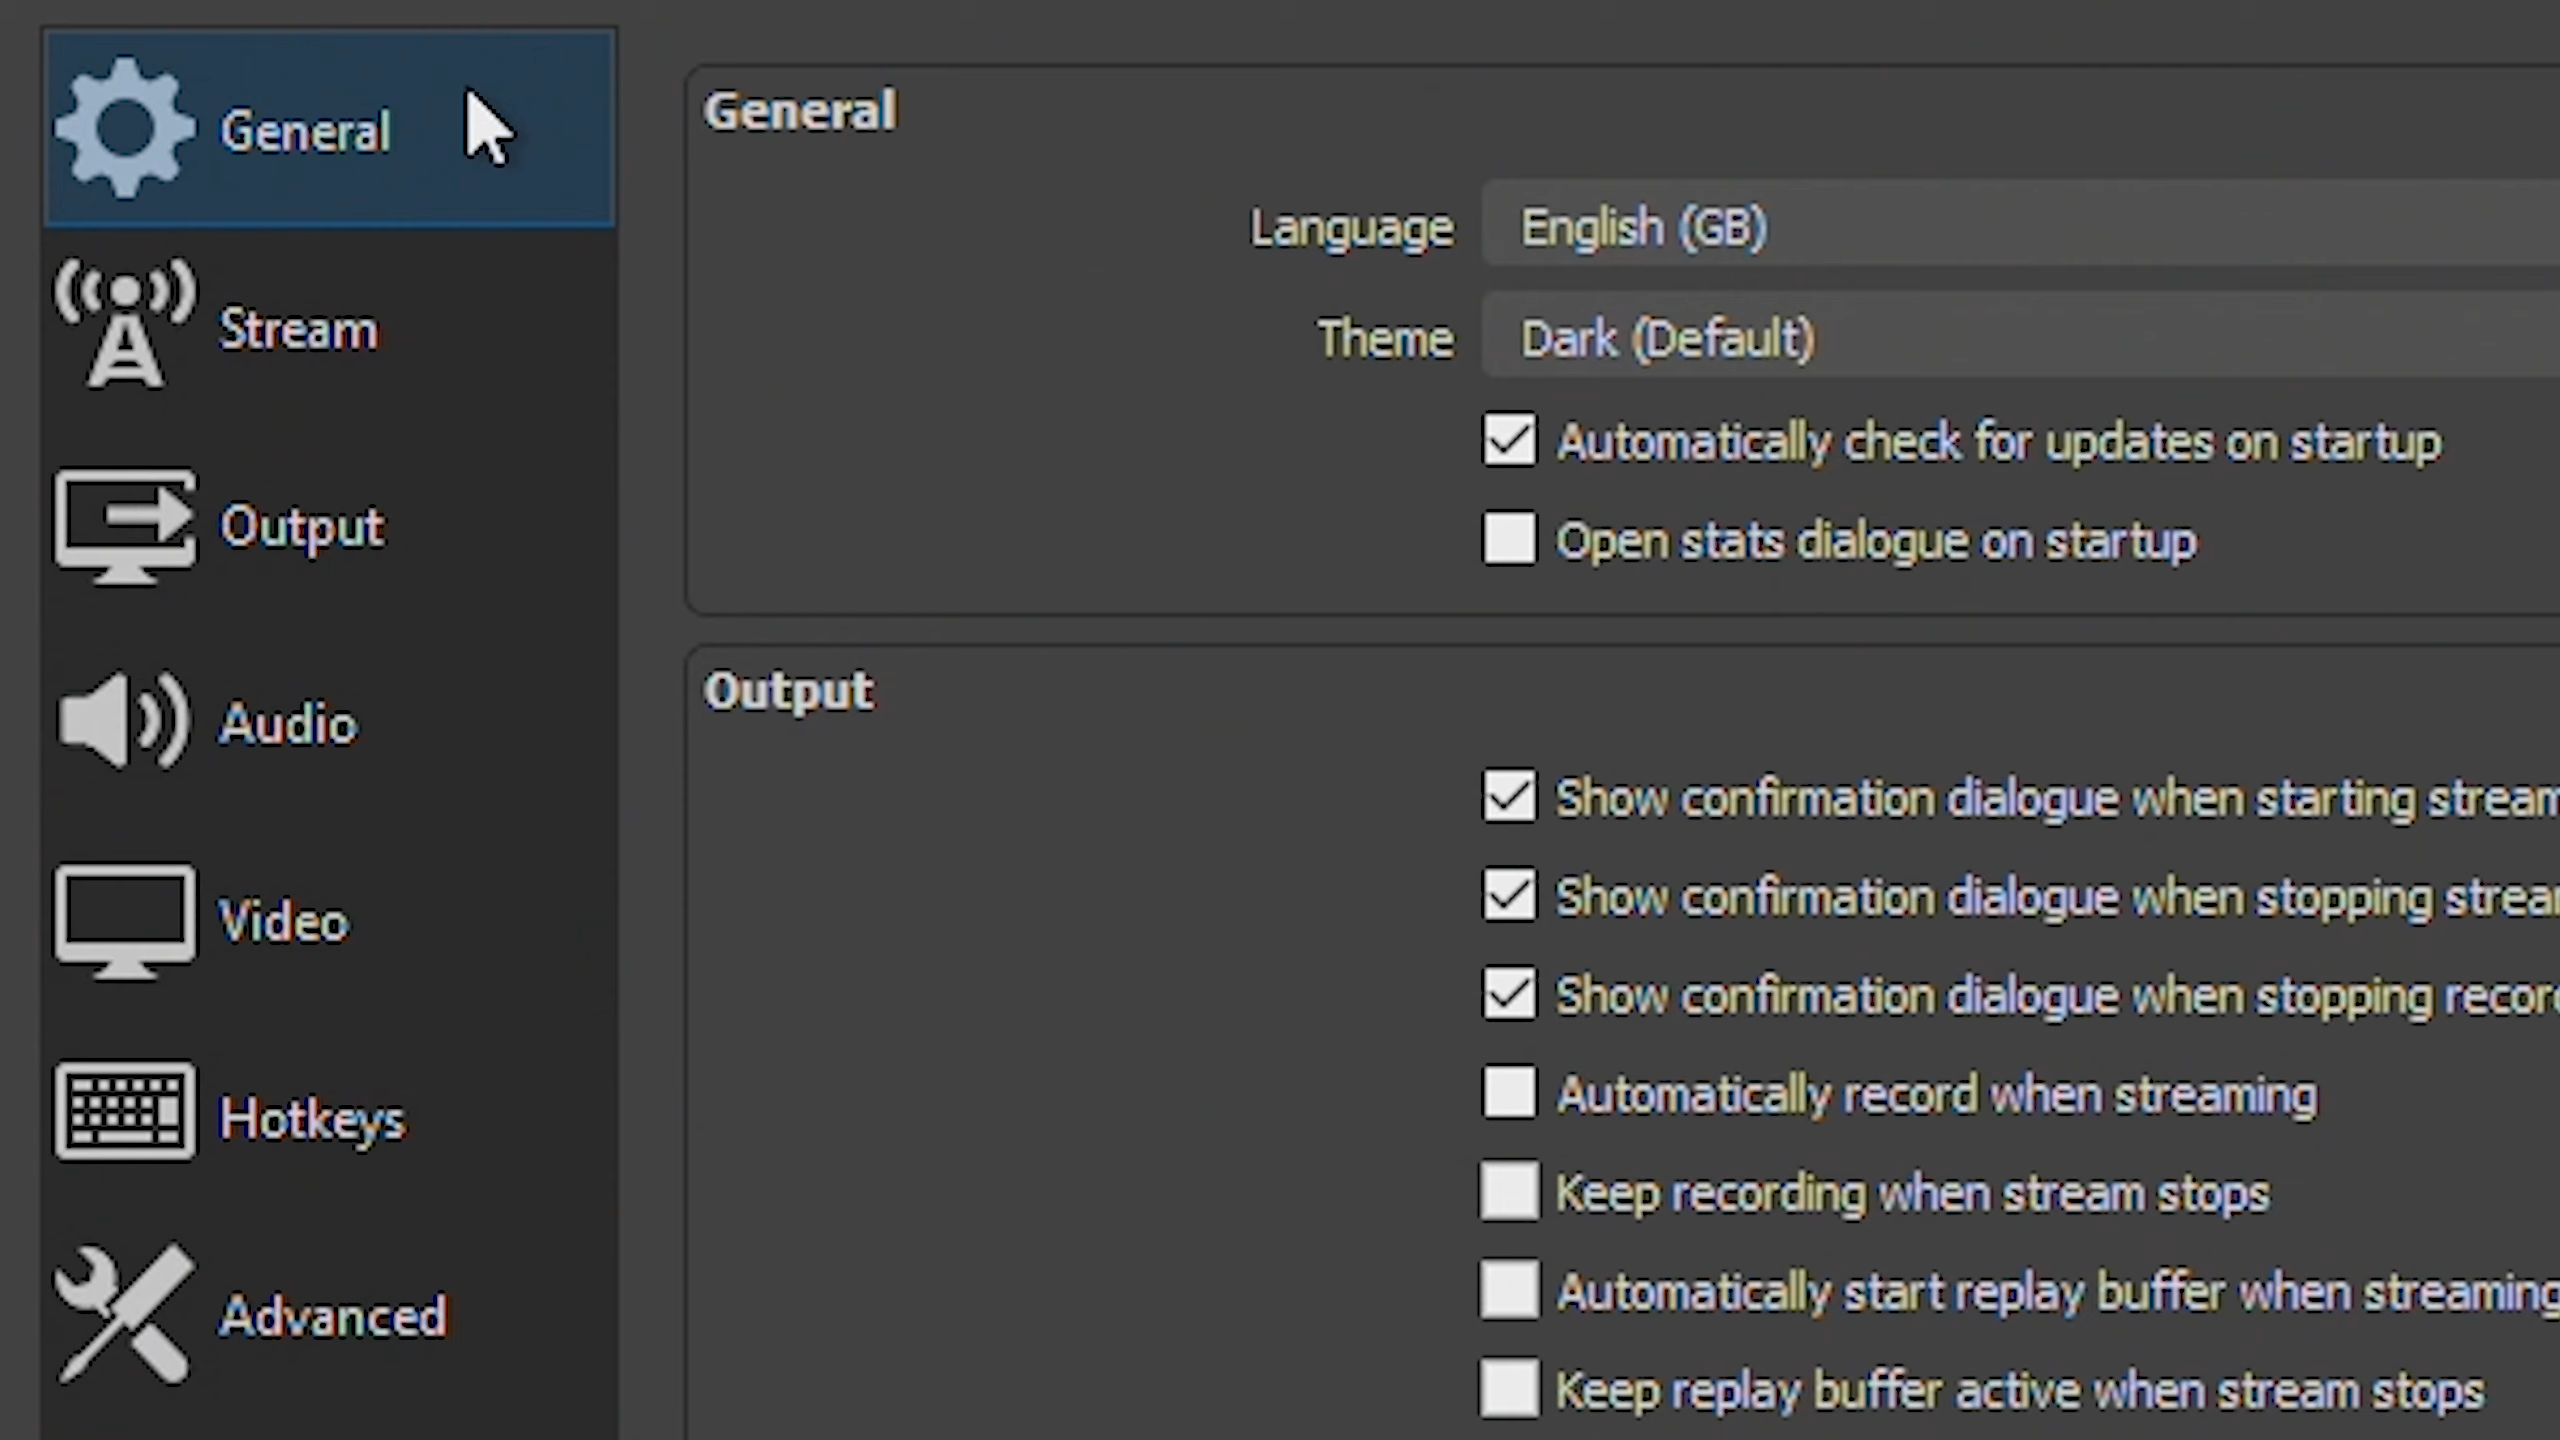 General
Stream
Output
Audio
Video
Hotkeys
Advanced
General
Language English (GB)
Theme Dark (Default)
Automatically check for updates on startup
Open stats dialogue on startup
Output
Show confirmation dialogue when starting
Show confirmation dialogue when stopping
Show confirmation dialogue when stopping
Automatically record when streaming
Keep recording when stream stops
Automatically start replay buffer when streaming
Keep replay buffer active when stream stops